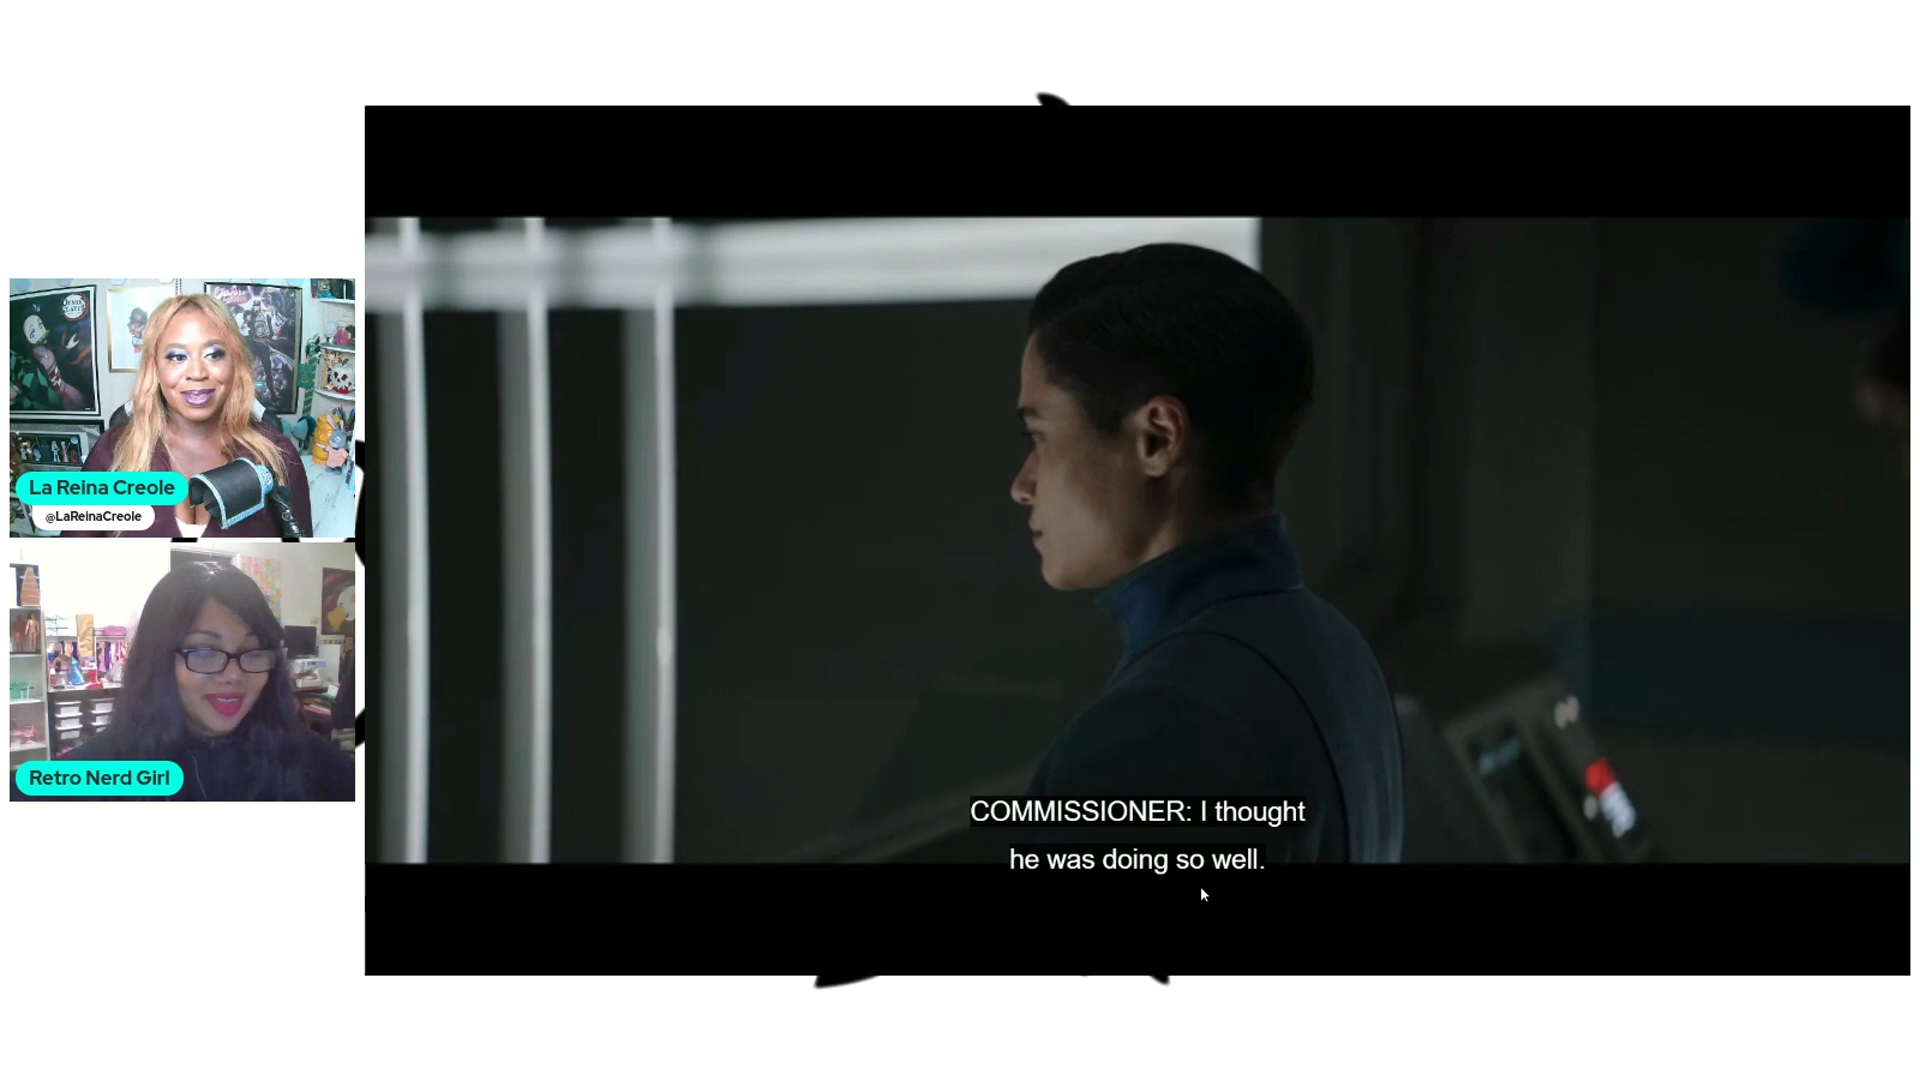 La Reina Creole
@LaReinaCreole
Retro Nerd Girl
COMMISSIONER: I thought
he was doing so well.